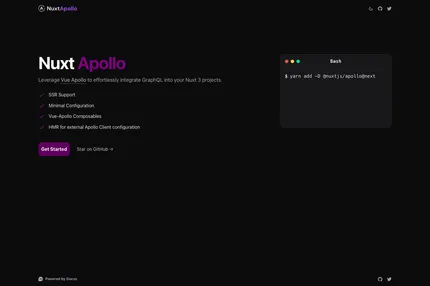 NuxtApollo
Nuxt Apollo
Leverage Vue Apollo to effortlessly integrate GraphQL into your Nuxt 3 projects.
SSR Support
Minimal Configuration
Vue-Apollo Composables
HMR for external Apollo Client configuration
Get Started
Star on GitHub →
Bash
$ yarn add -D @nuxtjs/apollo@next
Powered by Docus